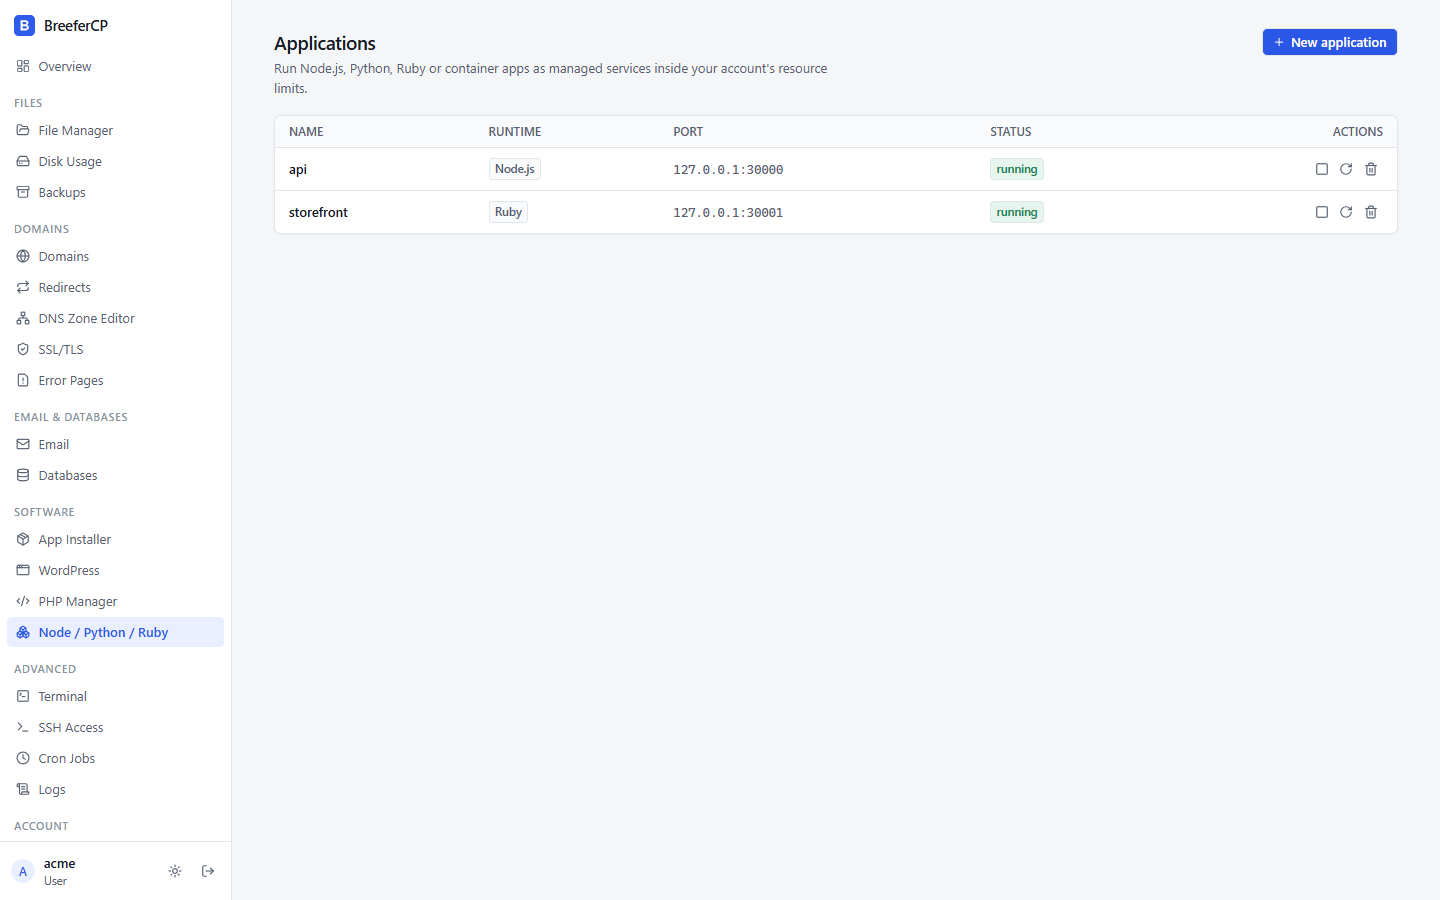 B BreeferCP
Overview
FILES
File Manager
Disk Usage
Backups
DOMAINS
Domains
Redirects
DNS Zone Editor
SSL/TLS
Error Pages
EMAIL & DATABASES
Email
Databases
SOFTWARE
App Installer
WordPress
PHP Manager
Node / Python / Ruby
ADVANCED
Terminal
SSH Access
Cron Jobs
Logs
ACCOUNT
A acme
User
Applications
Run Node.js, Python, Ruby or container apps as managed services inside your account's resource
limits.
+ New application
NAME RUNTIME PORT STATUS ACTIONS
api Node.js 127.0.0.1:30000 running
storefront Ruby 127.0.0.1:30001 running